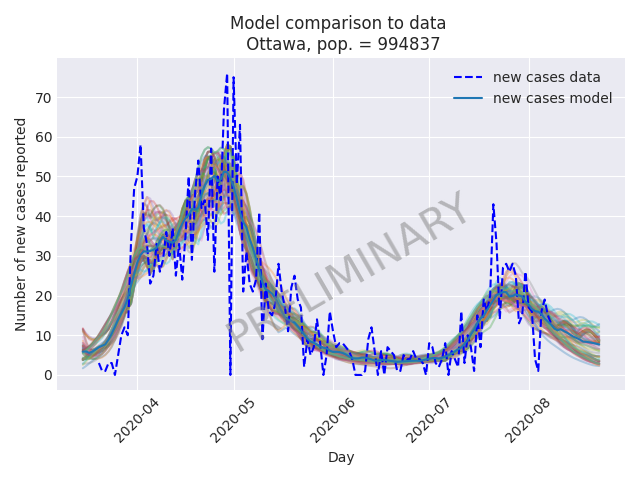 Model comparison to data
Ottawa, pop. = 994837
new cases data
new cases model
Number of new cases reported
70
60
50
40
30
20
10
0
PRELIMINARY
2020-04
2020-05
2020-06
2020-07
2020-08
Day